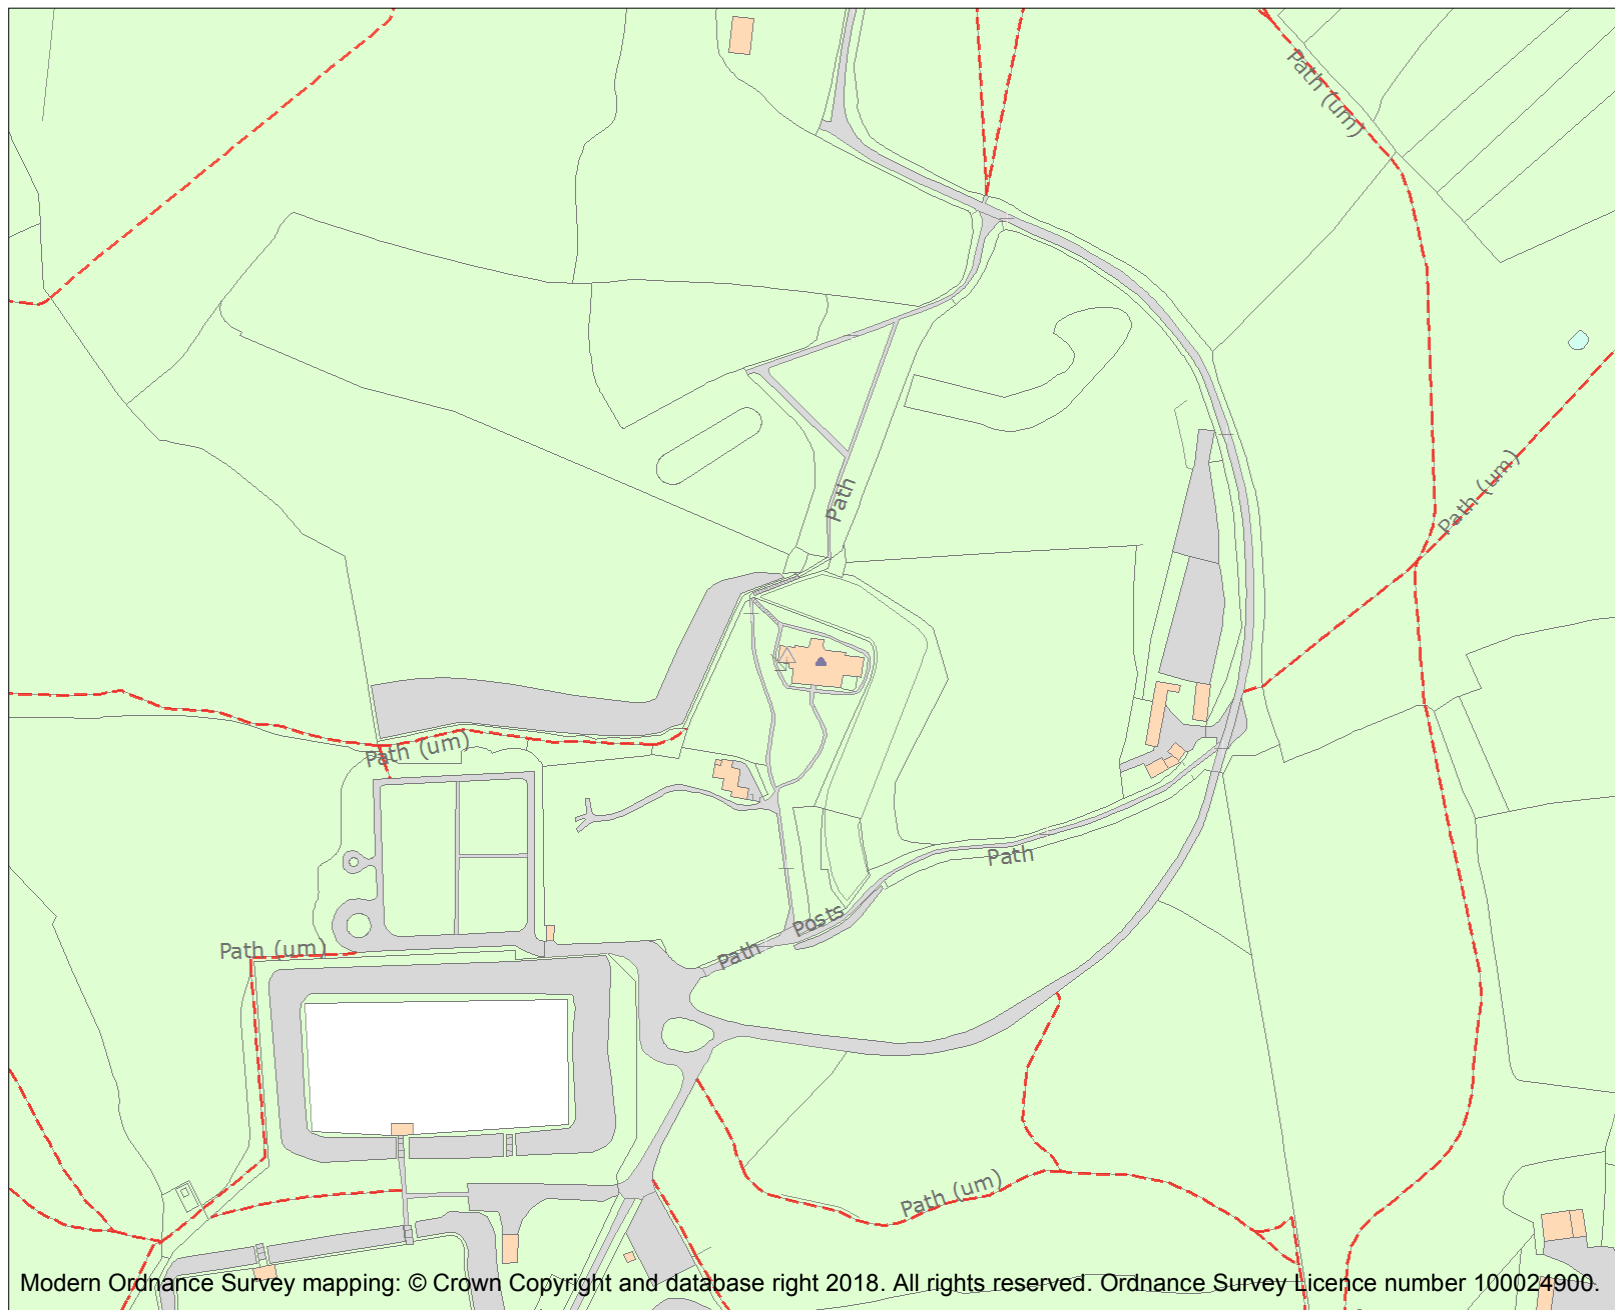 Path (um)
Path (um)
Path
Path (um)
Path
Posts
Path
Path (um)
Path (um)
Modern Ordnance Survey mapping: © Crown Copyright and database right 2018. All rights reserved. Ordnance Survey Licence number 100024900.